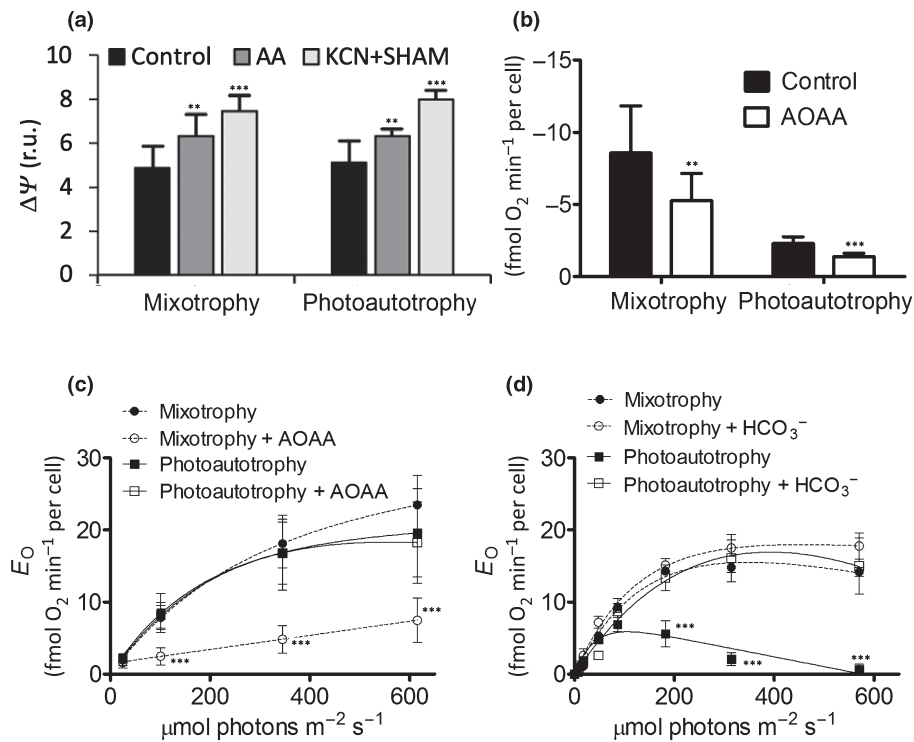 (a)
Control AA KCN+SHAM
10
8
6
4
2
0
ΔΨ (r.u.)
** *** ** ***
Mixotrophy Photoautotrophy
(b)
−15
−10
−5
0
(fmol O₂ min⁻¹ per cell)
Control
AOAA
** ***
Mixotrophy Photoautotrophy
(c)
Mixotrophy
Mixotrophy + AOAA
Photoautotrophy
Photoautotrophy + AOAA
30
20
10
0
E_O
(fmol O₂ min⁻¹ per cell)
*** *** ***
0 200 400 600
μmol photons m⁻² s⁻¹
(d)
Mixotrophy
Mixotrophy + HCO₃⁻
Photoautotrophy
Photoautotrophy + HCO₃⁻
30
20
10
0
E_O
(fmol O₂ min⁻¹ per cell)
*** *** ***
0 200 400 600
μmol photons m⁻² s⁻¹